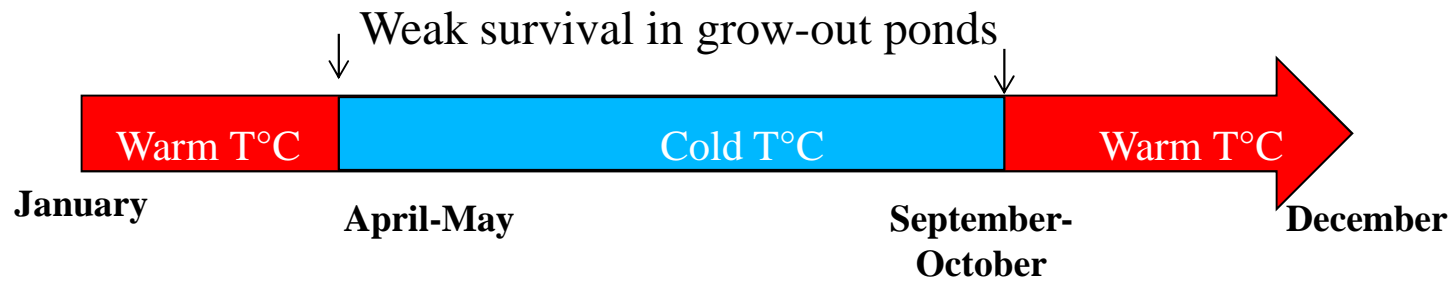 Weak survival in grow-out ponds
Warm T°C
Cold T°C
Warm T°C
January
April-May
September-
October
December